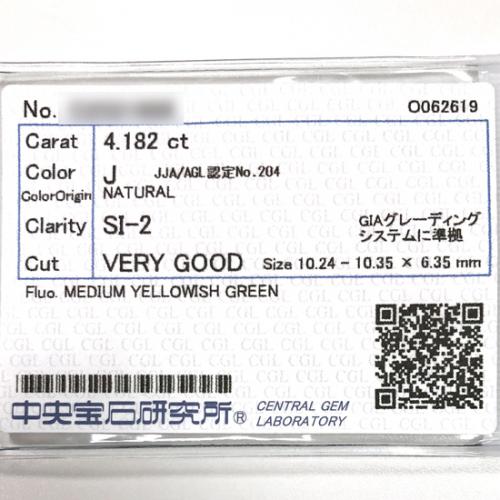 No. O062619
Carat 4.182 ct
Color J JJA/AGL認定No.204
ColorOrigin NATURAL
Clarity SI-2 GIAグレーディング
システムに準拠
Cut VERY GOOD Size 10.24 - 10.35 × 6.35 mm
Fluo. MEDIUM YELLOWISH GREEN
中央宝石研究所® CENTRAL GEM
LABORATORY